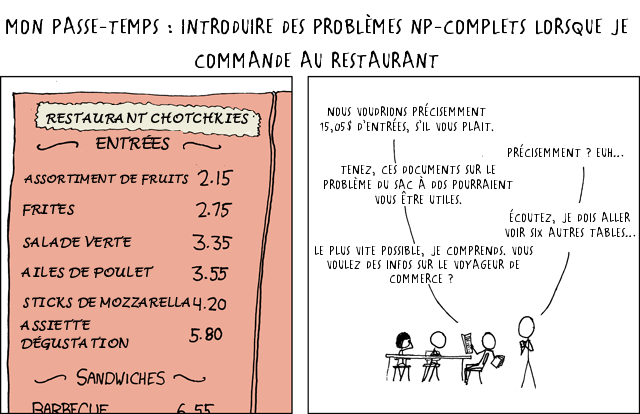 MON PASSE-TEMPS : INTRODUIRE DES PROBLÈMES NP-COMPLETS LORSQUE JE
COMMANDE AU RESTAURANT
RESTAURANT CHOTCHKIES
ENTRÉES
ASSORTIMENT DE FRUITS 2.15
FRITES 2.75
SALADE VERTE 3.35
AILES DE POULET 3.55
STICKS DE MOZZARELLA 4.20
ASSIETTE
DÉGUSTATION 5.80
SANDWICHES
BARBECUE 6.55
NOUS VOUDRIONS PRÉCISEMMENT
15,05$ D'ENTRÉES, S'IL VOUS PLAIT.
PRÉCISEMMENT ? EUH...
TENEZ, CES DOCUMENTS SUR LE
PROBLÈME DU SAC À DOS POURRAIENT
VOUS ÊTRE UTILES.
ÉCOUTEZ, JE DOIS ALLER
VOIR SIX AUTRES TABLES...
LE PLUS VITE POSSIBLE, JE COMPRENDS. VOUS
VOULEZ DES INFOS SUR LE VOYAGEUR DE
COMMERCE ?